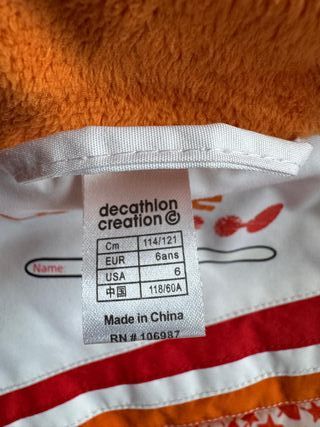 decathlon
creation ©
Cm 114/121
EUR 6ans
USA 6
中国 118/60A
Made in China
RN # 106987
Name: